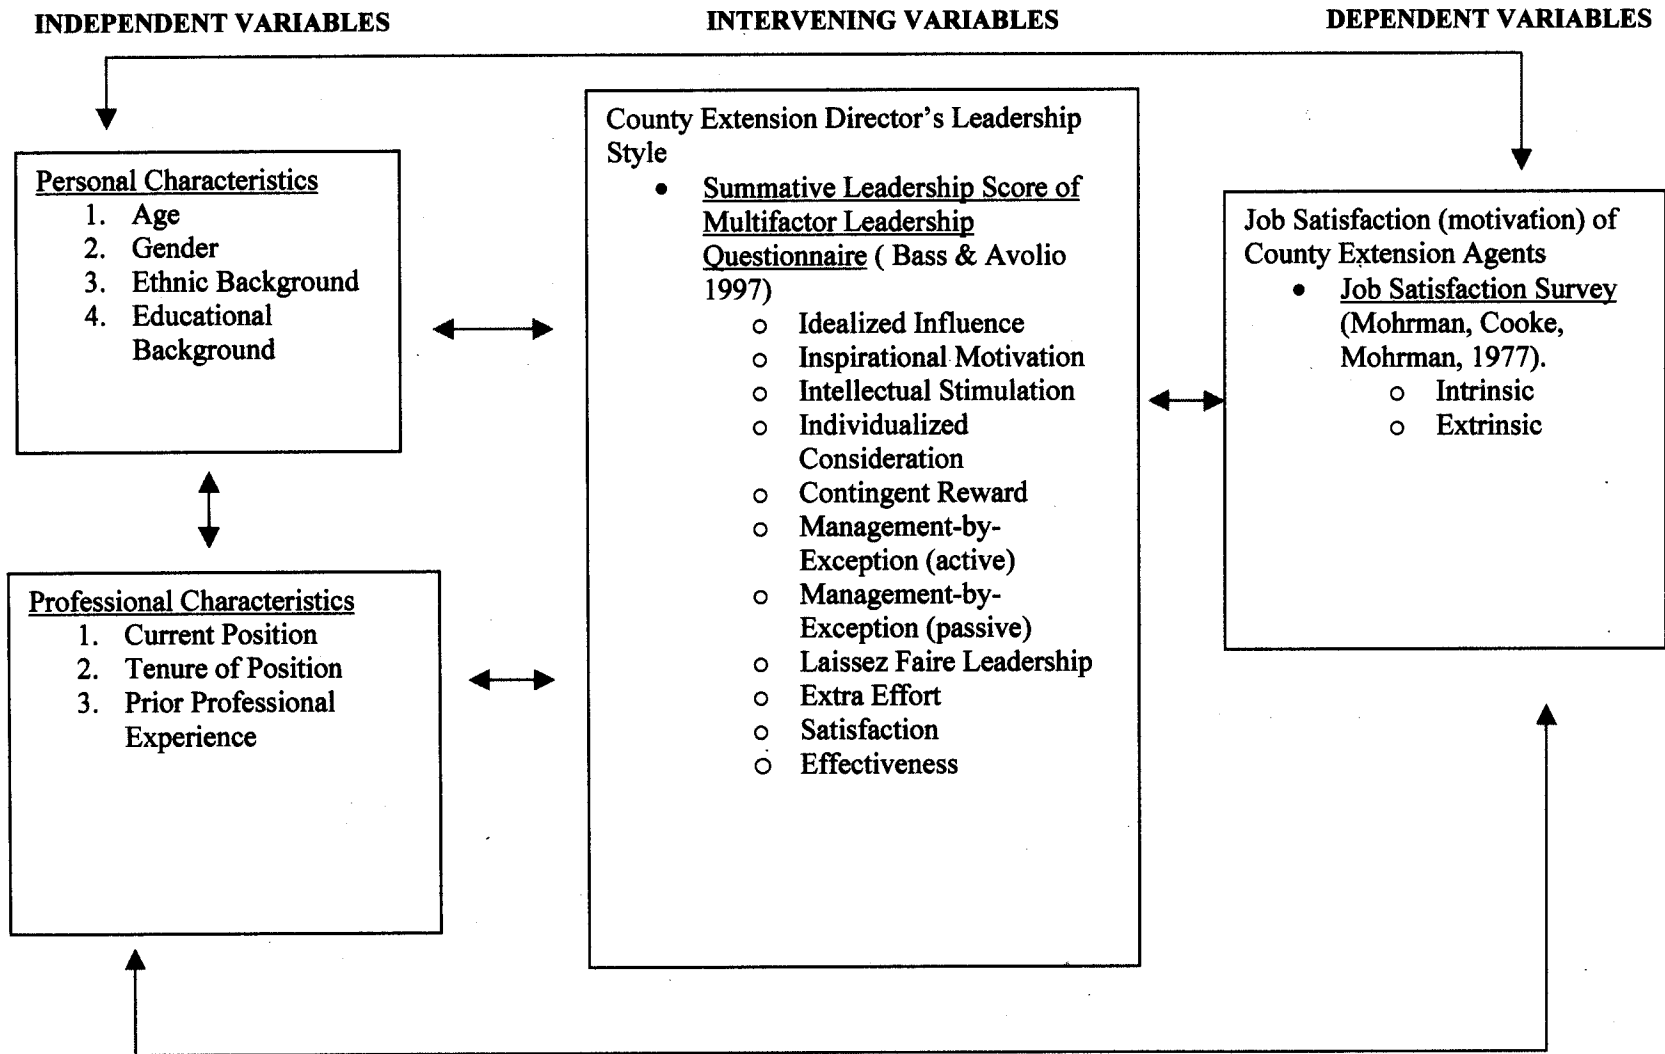 INDEPENDENT VARIABLES
INTERVENING VARIABLES
DEPENDENT VARIABLES
Personal Characteristics
1. Age
2. Gender
3. Ethnic Background
4. Educational
Background
Professional Characteristics
1. Current Position
2. Tenure of Position
3. Prior Professional
Experience
County Extension Director's Leadership
Style
• Summative Leadership Score of
Multifactor Leadership
Questionnaire ( Bass & Avolio
1997)
o Idealized Influence
o Inspirational Motivation
o Intellectual Stimulation
o Individualized
Consideration
o Contingent Reward
o Management-by-
Exception (active)
o Management-by-
Exception (passive)
o Laissez Faire Leadership
o Extra Effort
o Satisfaction
o Effectiveness
Job Satisfaction (motivation) of
County Extension Agents
• Job Satisfaction Survey
(Mohrman, Cooke,
Mohrman, 1977).
o Intrinsic
o Extrinsic